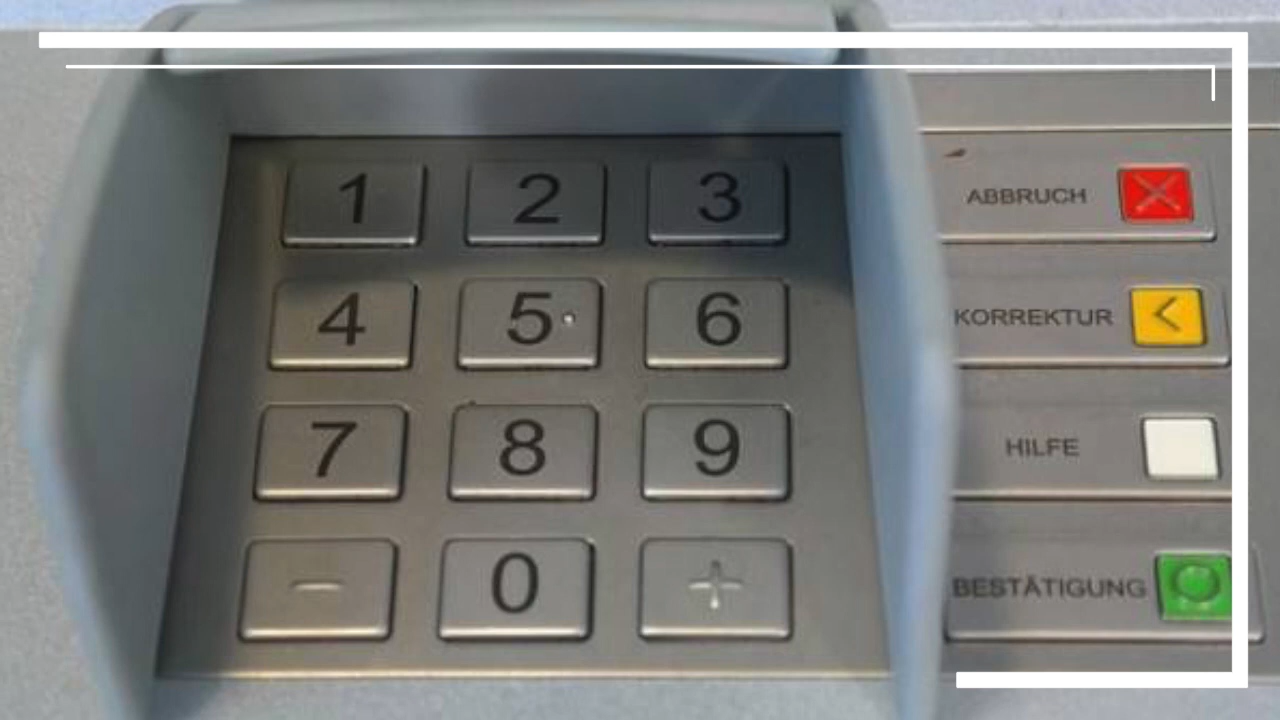 1 2 3 ABBRUCH
4 5 6 KORREKTUR
7 8 9 HILFE
- 0 + BESTÄTIGUNG